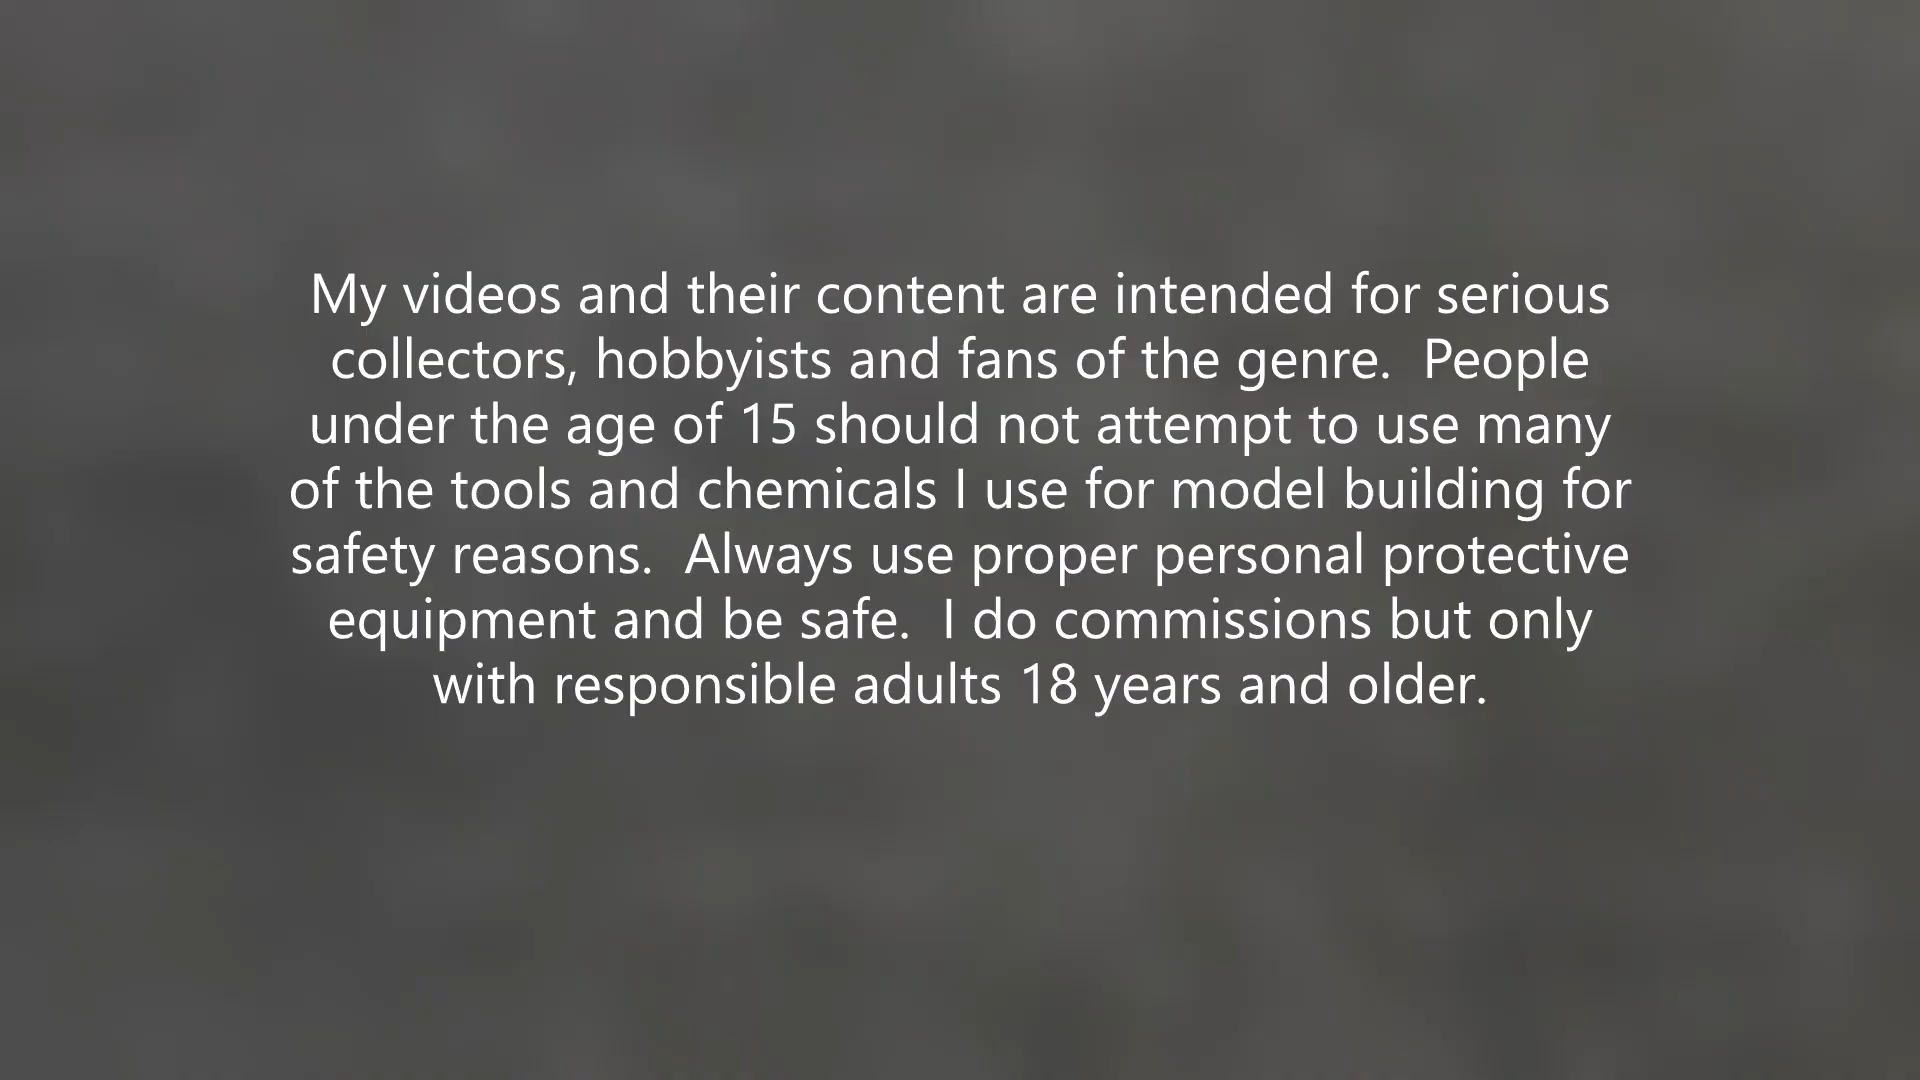 My videos and their content are intended for serious
collectors, hobbyists and fans of the genre.  People
under the age of 15 should not attempt to use many
of the tools and chemicals I use for model building for
safety reasons.  Always use proper personal protective
equipment and be safe.  I do commissions but only
with responsible adults 18 years and older.